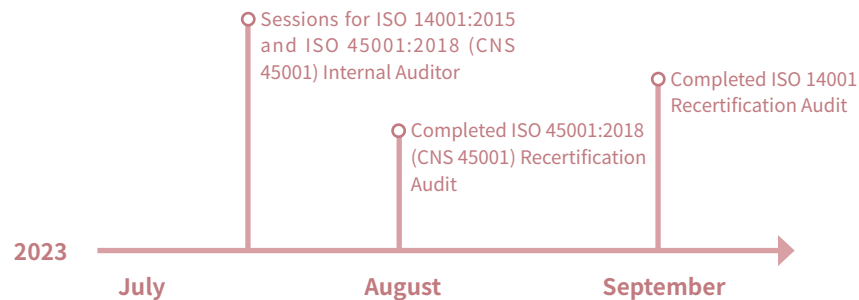 Sessions for ISO 14001:2015
and ISO 45001:2018 (CNS
45001) Internal Auditor
Completed ISO 45001:2018
(CNS 45001) Recertification
Audit
Completed ISO 14001
Recertification Audit
2023
July
August
September